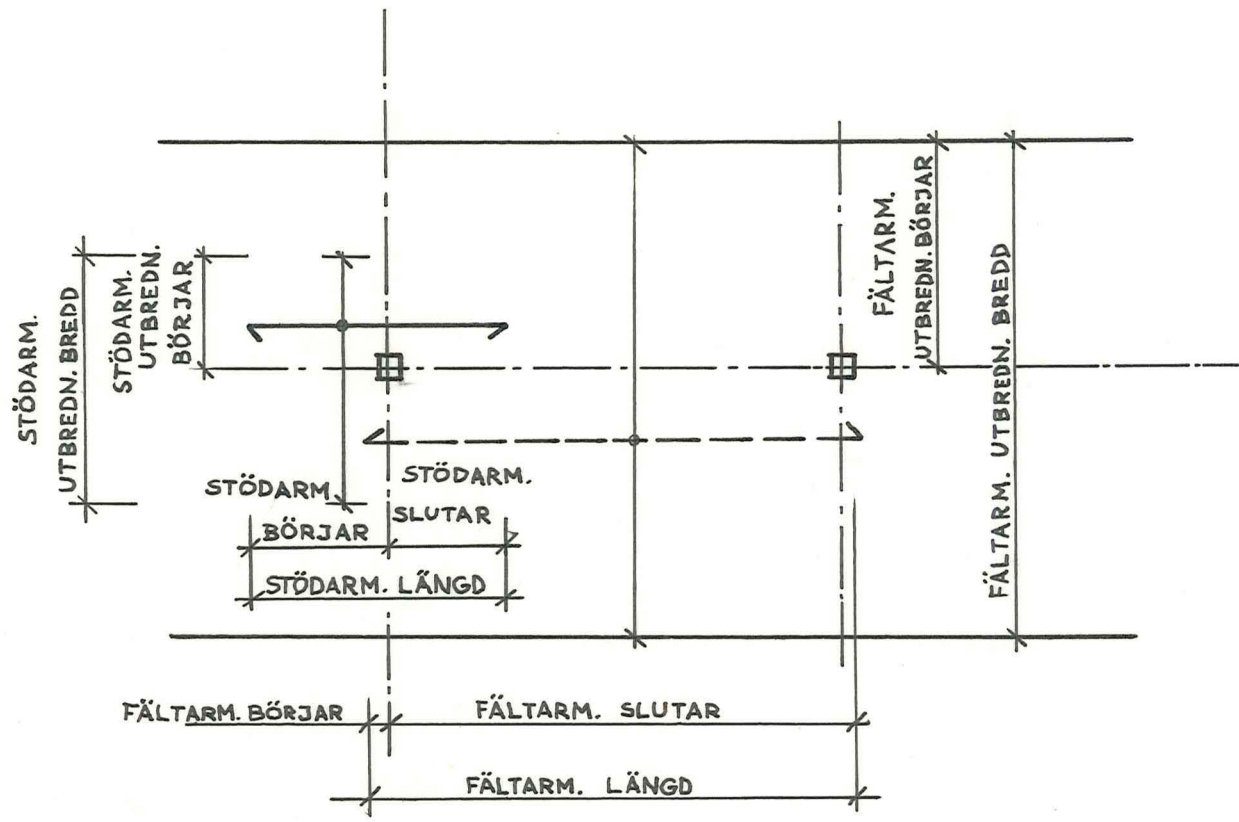 STÖDARM.
UTBREDN. BREDD
STÖDARM.
UTBREDN.
BÖRJAR
FÄLTARM.
UTBREDN. BÖRJAR
FÄLTARM. UTBREDN. BREDD
STÖDARM
BÖRJAR
STÖDARM.
SLUTAR
STÖDARM. LÄNGD
FÄLTARM. BÖRJAR
FÄLTARM. SLUTAR
FÄLTARM. LÄNGD